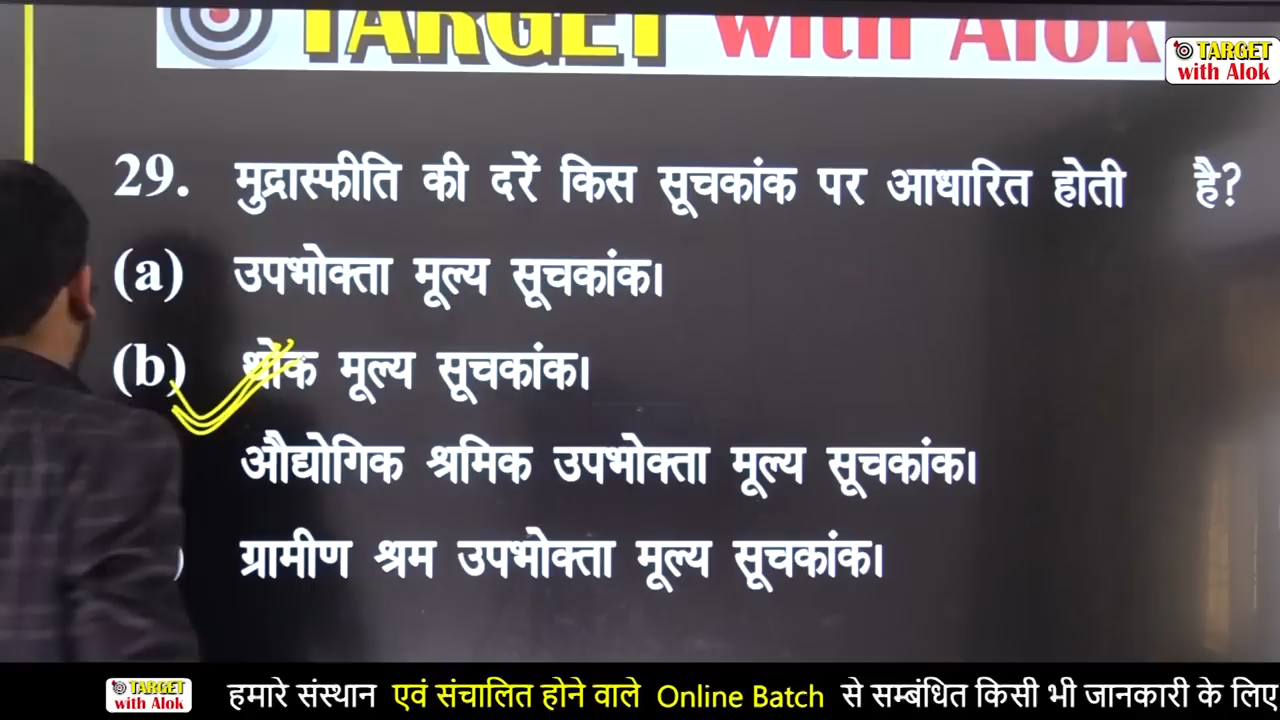 TARGET with Alok
TARGET
with Alok
29. मुद्रास्फीति की दरें किस सूचकांक पर आधारित होती है?
(a) उपभोक्ता मूल्य सूचकांक।
(b) थोक मूल्य सूचकांक।
औद्योगिक श्रमिक उपभोक्ता मूल्य सूचकांक।
) ग्रामीण श्रम उपभोक्ता मूल्य सूचकांक।
TARGET
with Alok
हमारे संस्थान एवं संचालित होने वाले Online Batch से सम्बंधित किसी भी जानकारी के लिए